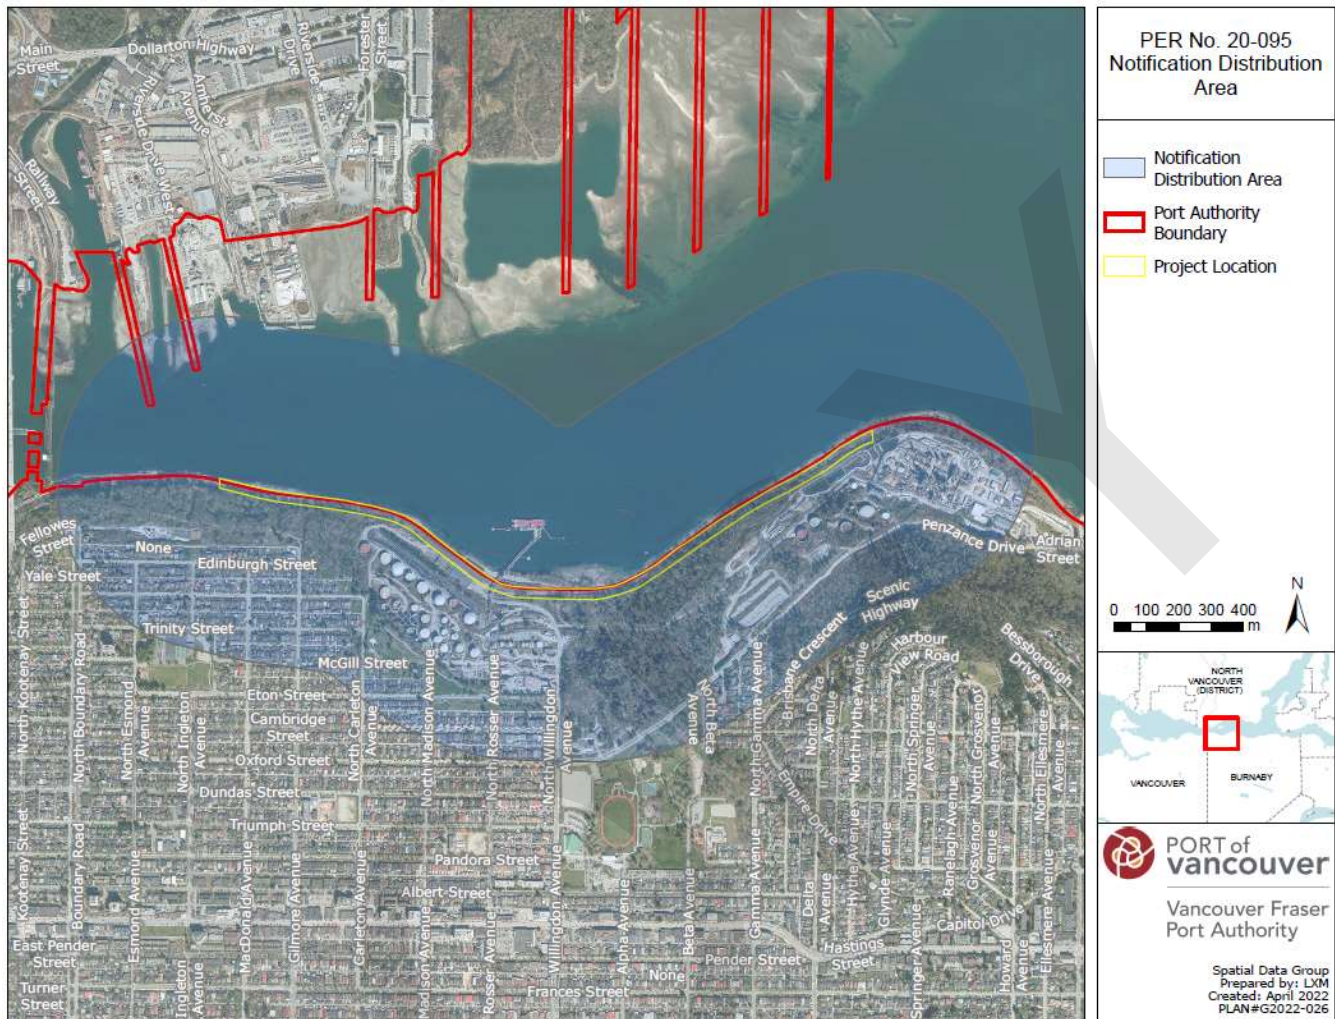 PER No. 20-095
Notification Distribution
Area
Notification
Distribution Area
Port Authority
Boundary
Project Location
N
0 100 200 300 400
m
NORTH
VANCOUVER
(DISTRICT)
VANCOUVER
BURNABY
PORT of
vancouver
Vancouver Fraser
Port Authority
Spatial Data Group
Prepared by: LXM
Created: April 2022
PLAN#G2022-026
Main
Street
Dollarton Highway
Riverside
Drive
Forester
Street
Amherst
Avenue
Riverside Drive West
Railway
Street
Fellowes
Street
None
Edinburgh Street
Yale Street
Trinity Street
McGill Street
Eton Street
Cambridge
Street
Oxford Street
Dundas Street
Triumph Street
Pandora Street
Albert Street
East Pender
Street
Turner
Street
Frances Street
None
Pender Street
Hastings
Street
Capitol Drive
Penzance Drive
Adrian
Street
Scenic
Highway
Harbour
View Road
Bessborough
Drive
Brisbane Crescent
Empire Drive
North Kootenay Street
North Boundary Road
North Esmond
Avenue
North Ingleton
Avenue
North Carleton
Avenue
North Madison Avenue
North Rosser Avenue
North Willingdon
Avenue
North Beta
Avenue
North Gamma Avenue
North Delta
Avenue
North Hythe Avenue
North Springer
Avenue
North Grosvenor
Avenue
North Ellesmere
Avenue
Kootenay Street
Boundary Road
Esmond Avenue
Ingleton
Avenue
MacDonald Avenue
Gilmore Avenue
Carleton Avenue
Madison Avenue
Rosser Avenue
Willingdon Avenue
Alpha Avenue
Beta Avenue
Gamma Avenue
Delta
Avenue
Hythe Avenue
Glynde Avenue
Springer Avenue
Ranelagh Avenue
Grosvenor
Avenue
Howard
Avenue
Ellesmere Avenue